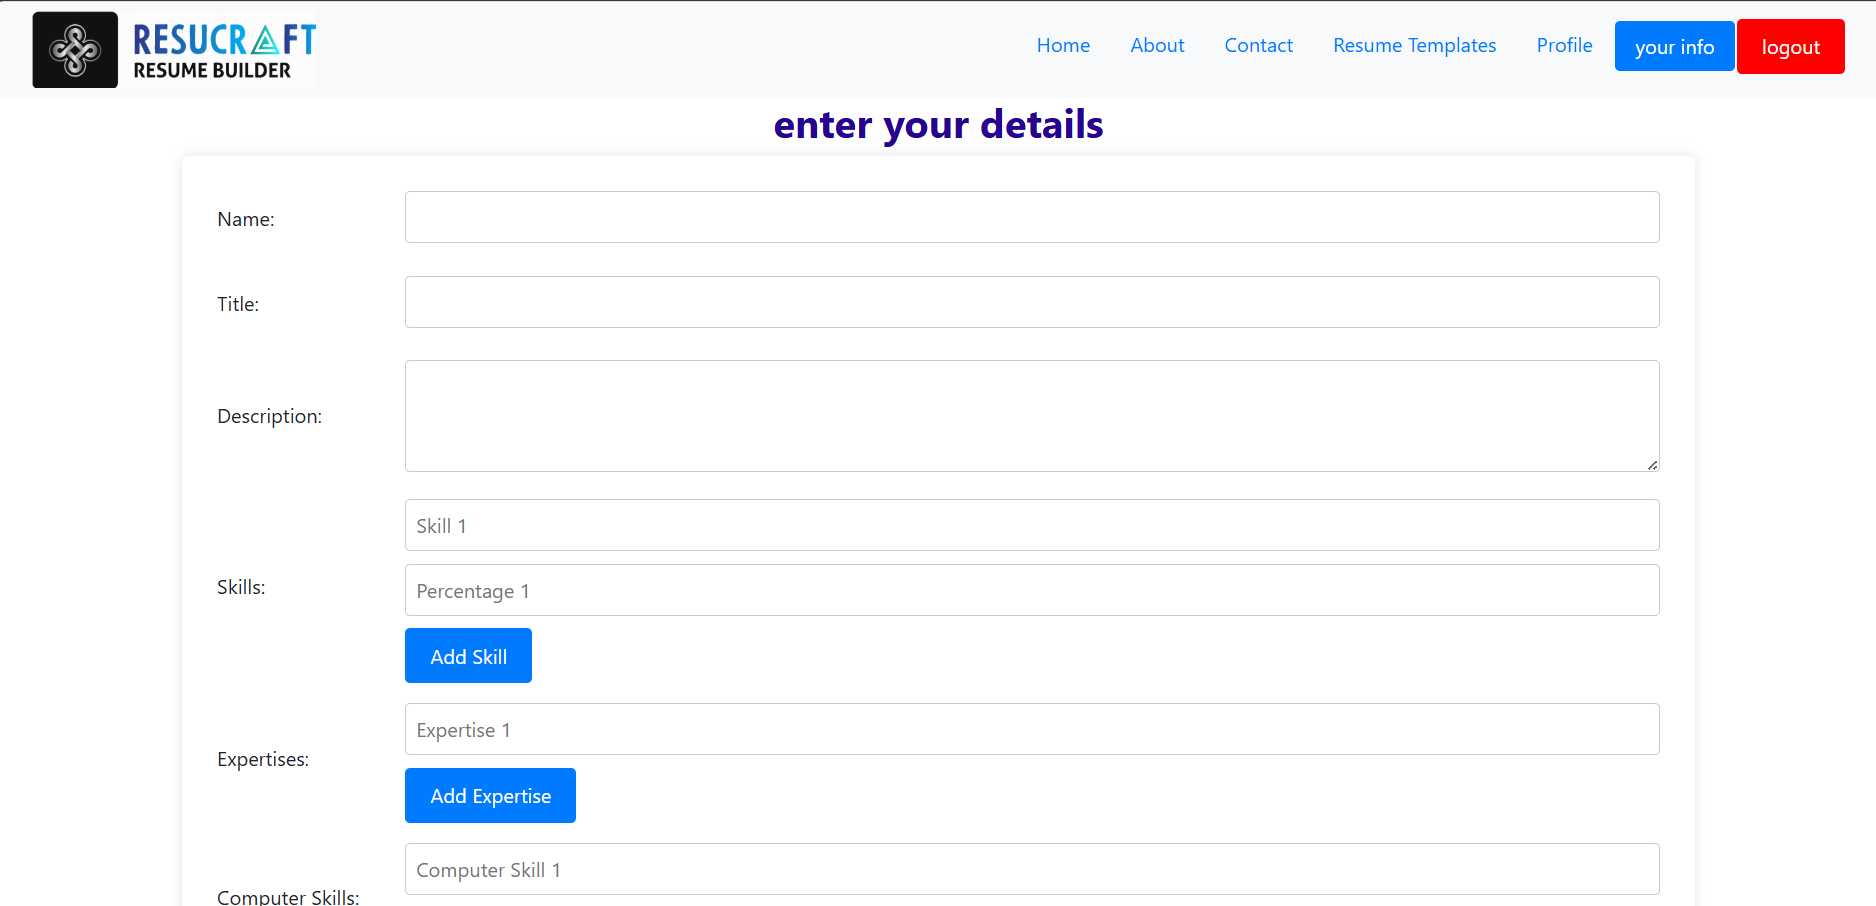 RESUCRAFT
RESUME BUILDER
Home About Contact Resume Templates Profile your info logout
enter your details
Name:
Title:
Description:
Skill 1
Skills:
Percentage 1
Add Skill
Expertise 1
Expertises:
Add Expertise
Computer Skill 1
Computer Skills: